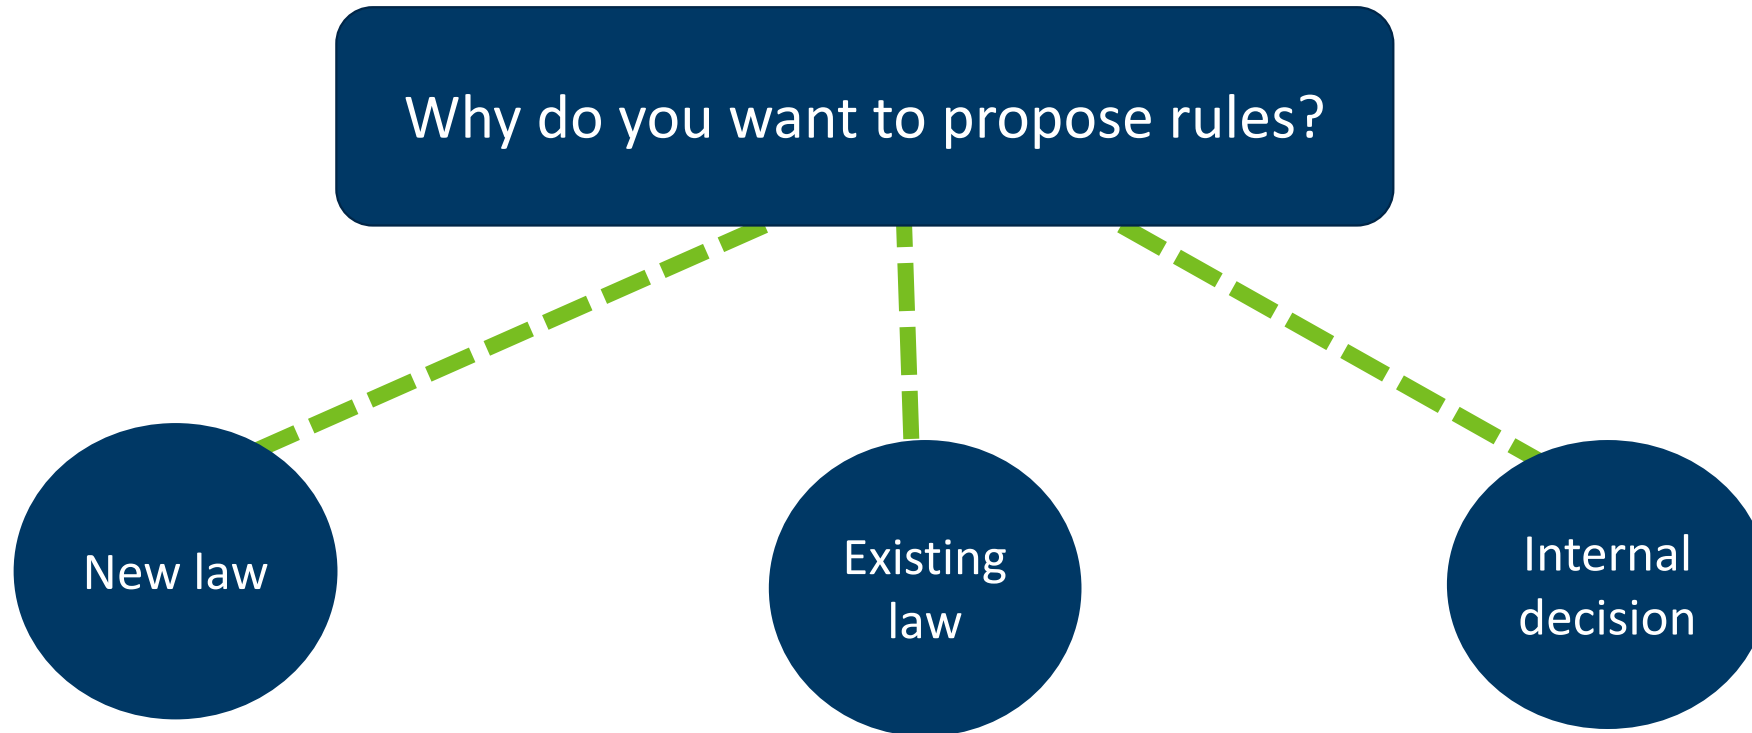 Why do you want to propose rules?
New law
Existing
law
Internal
decision